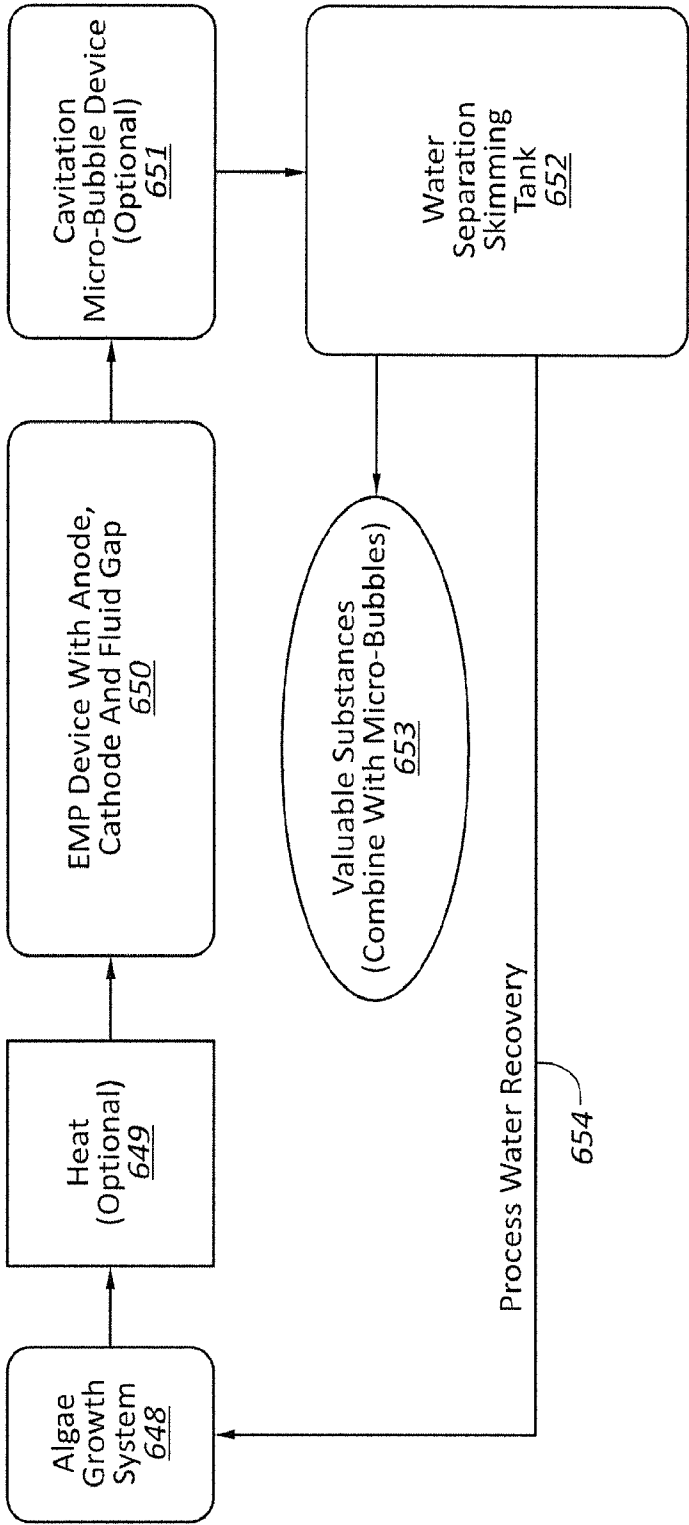 Algae
Growth
System
648
Heat
(Optional)
649
EMP Device With Anode,
Cathode And Fluid Gap
650
Cavitation
Micro-Bubble Device
(Optional)
651
Water
Separation
Skimming
Tank
652
Valuable Substances
(Combine With Micro-Bubbles)
653
Process Water Recovery
654